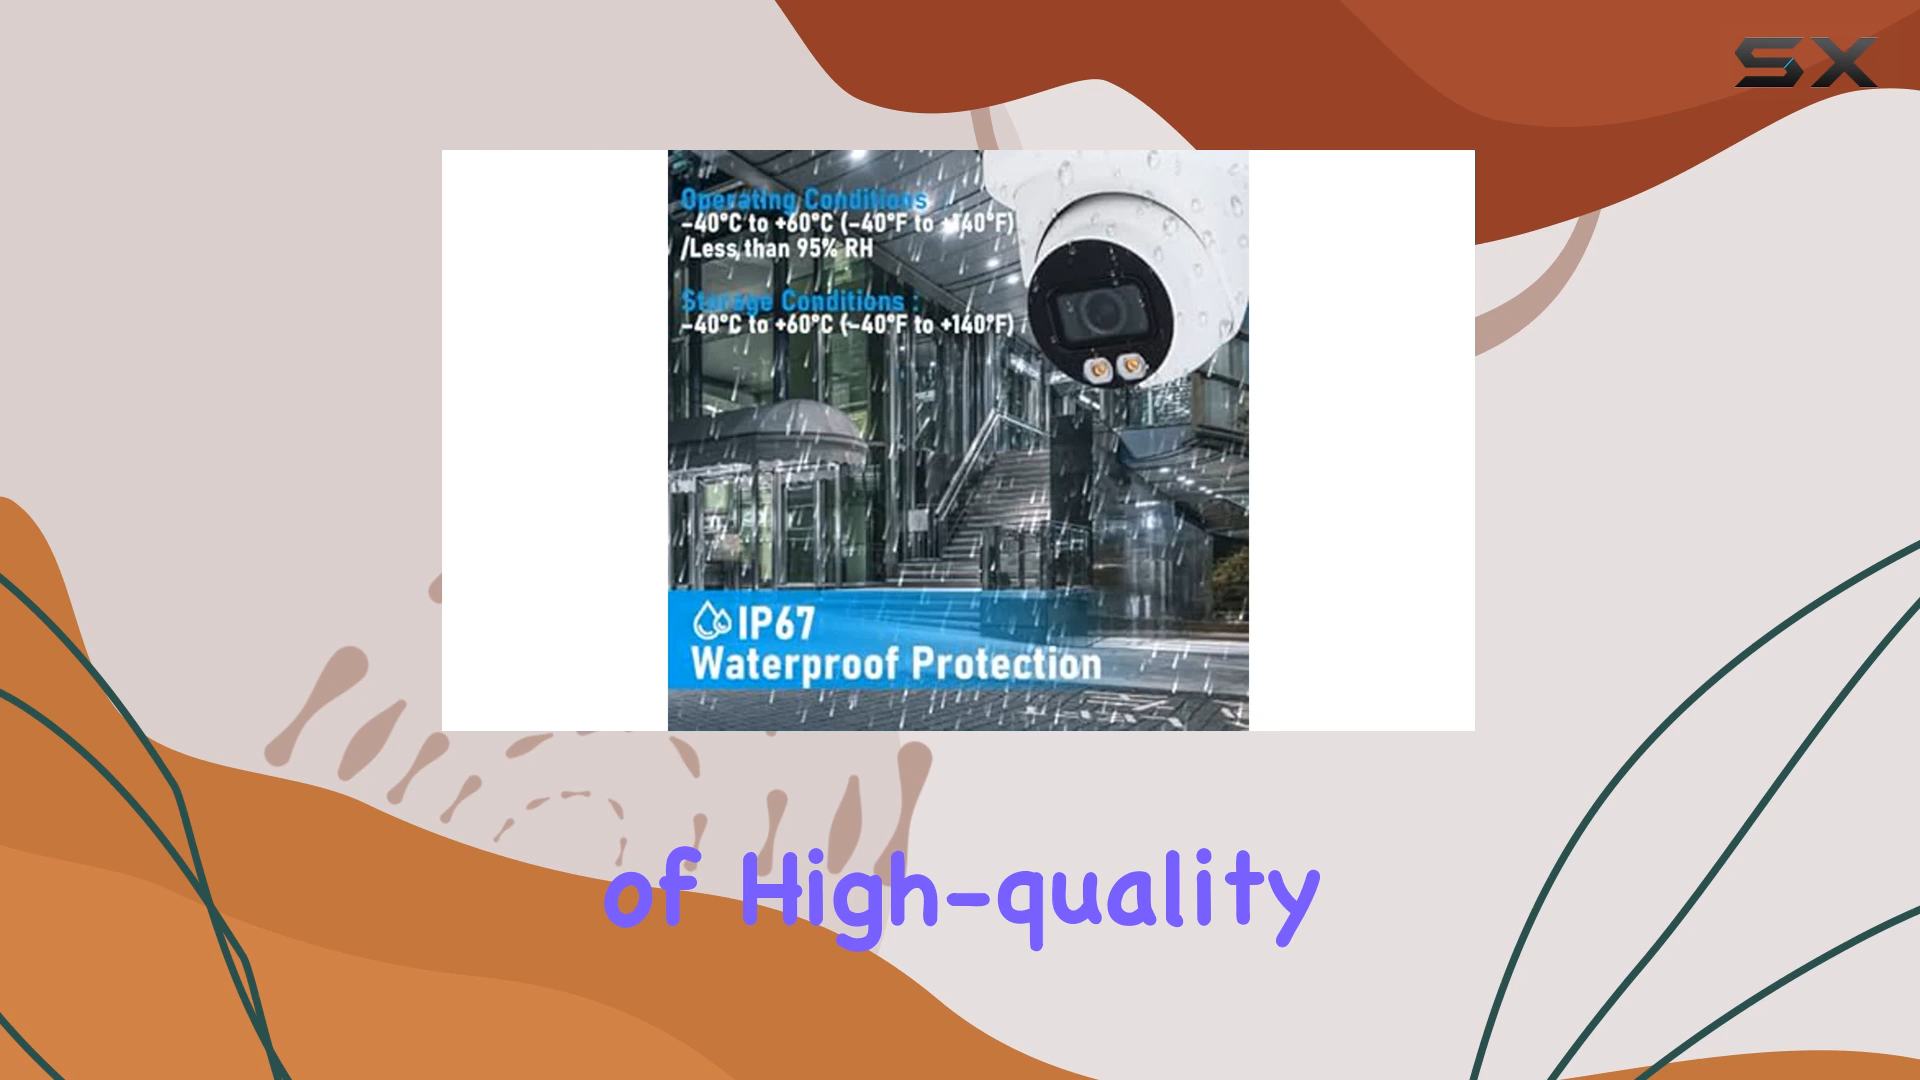 SX
Operating Conditions
-40°C to +60°C (-40°F to +140°F)
/Less than 95% RH
Storage Conditions :
-40°C to +60°C (-40°F to +140°F)
IP67
Waterproof Protection
of High-quality